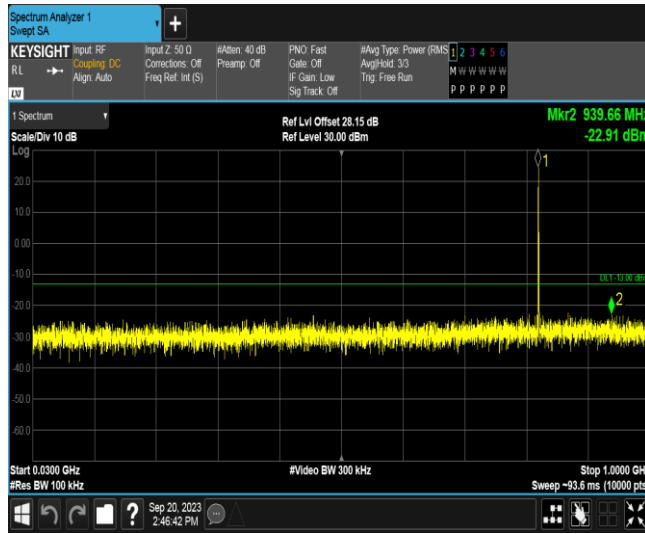 Spectrum Analyzer 1
Swept SA
+
KEYSIGHT Input: RF Input Z: 50 Ω #Atten: 40 dB PNO: Fast #Avg Type: Power (RMS 1 2 3 4 5 6
RL Coupling: DC Corrections: Off Preamp: Off Gate: Off Avg|Hold: 3/3 M W W W W W
Align: Auto Freq Ref: Int (S) IF Gain: Low Trig: Free Run
LXI Sig Track: Off P P P P P P
1 Spectrum Ref Lvl Offset 28.15 dB Mkr2 939.66 MH
Scale/Div 10 dB Ref Level 30.00 dBm -22.91 dBm
Log
1
20.0
10.0
0.00
-10.0
DL1 -13.00 dBm
2
-20.0
-30.0
-40.0
-50.0
-60.0
Start 0.0300 GHz #Video BW 300 kHz Stop 1.0000 GH
#Res BW 100 kHz Sweep ~93.6 ms (10000 pts
? Sep 20, 2023
2:46:42 PM